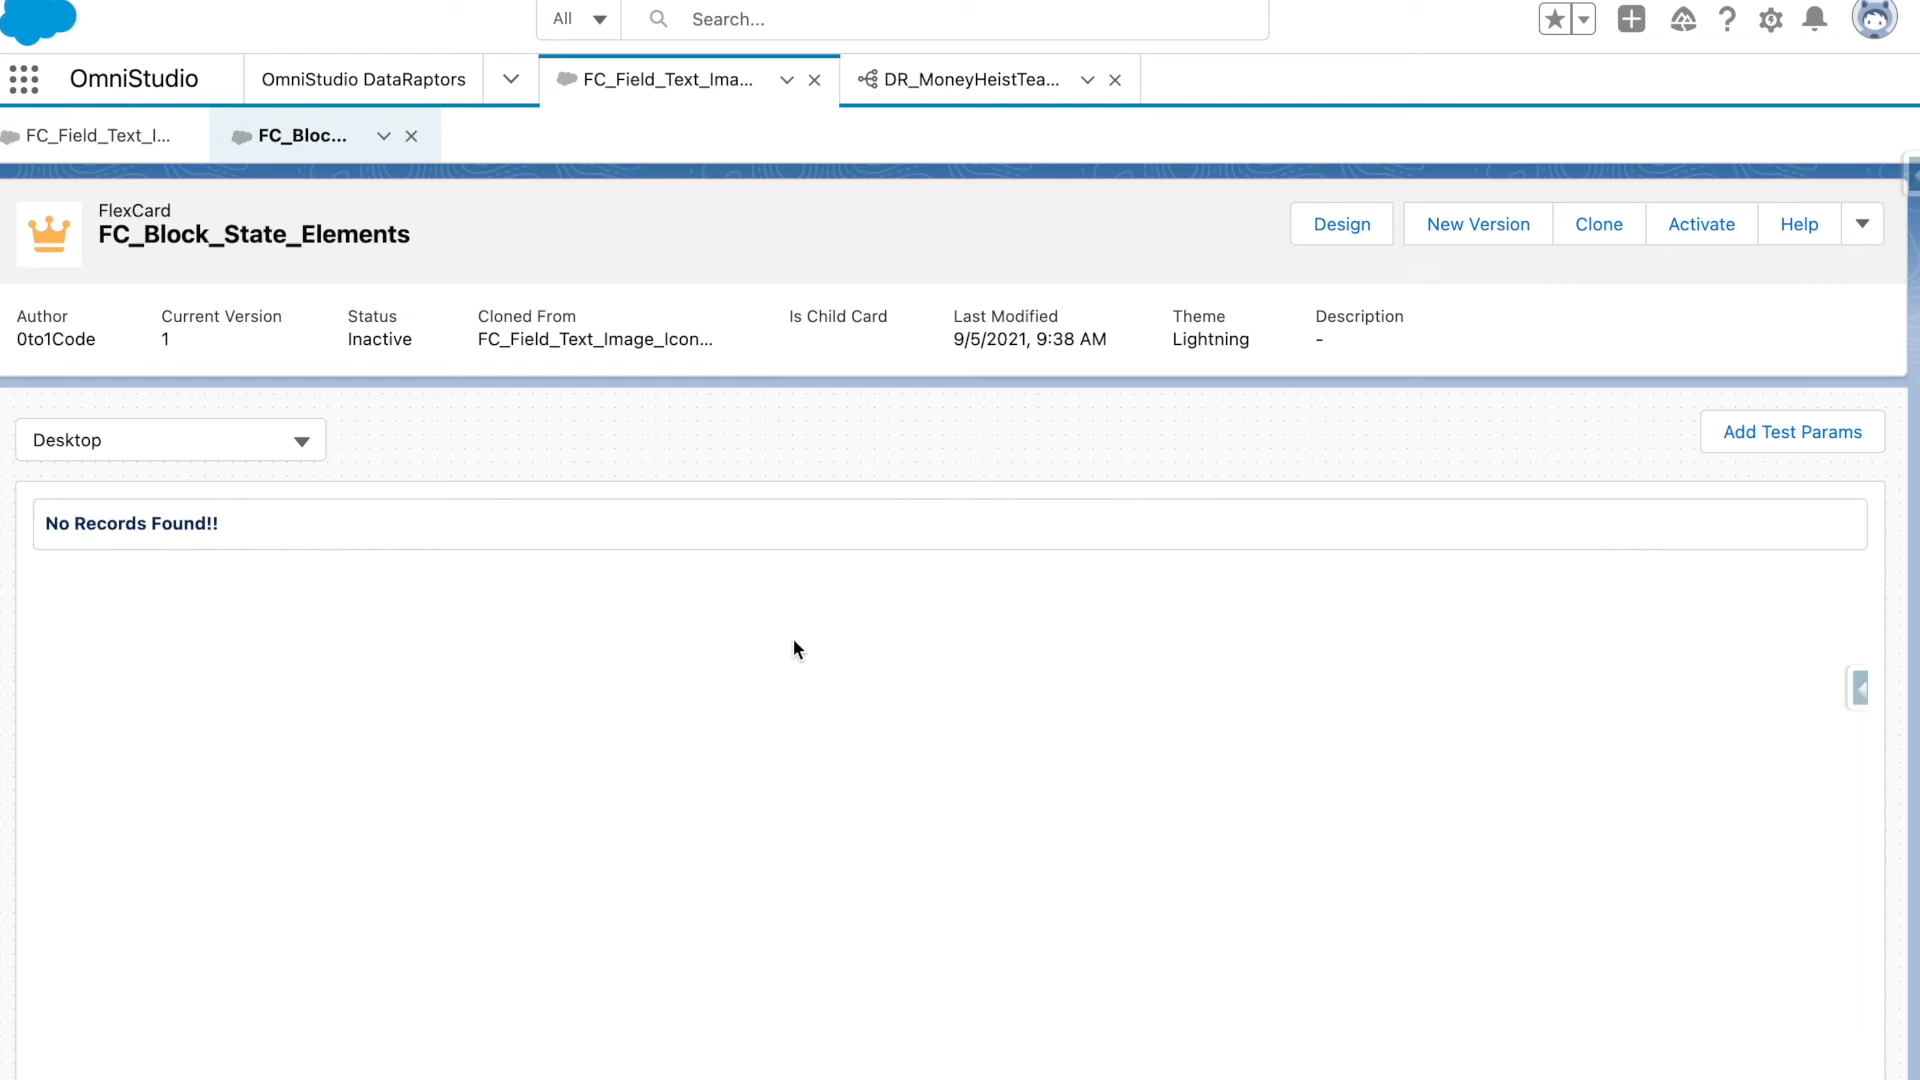 All
Search...
OmniStudio
OmniStudio DataRaptors
FC_Field_Text_Ima...
DR_MoneyHeistTea...
FC_Field_Text_I...
FC_Bloc...
FlexCard
FC_Block_State_Elements
Design
New Version
Clone
Activate
Help
Author
0to1Code
Current Version
1
Status
Inactive
Cloned From
FC_Field_Text_Image_Icon...
Is Child Card
Last Modified
9/5/2021, 9:38 AM
Theme
Lightning
Description
-
Desktop
Add Test Params
No Records Found!!